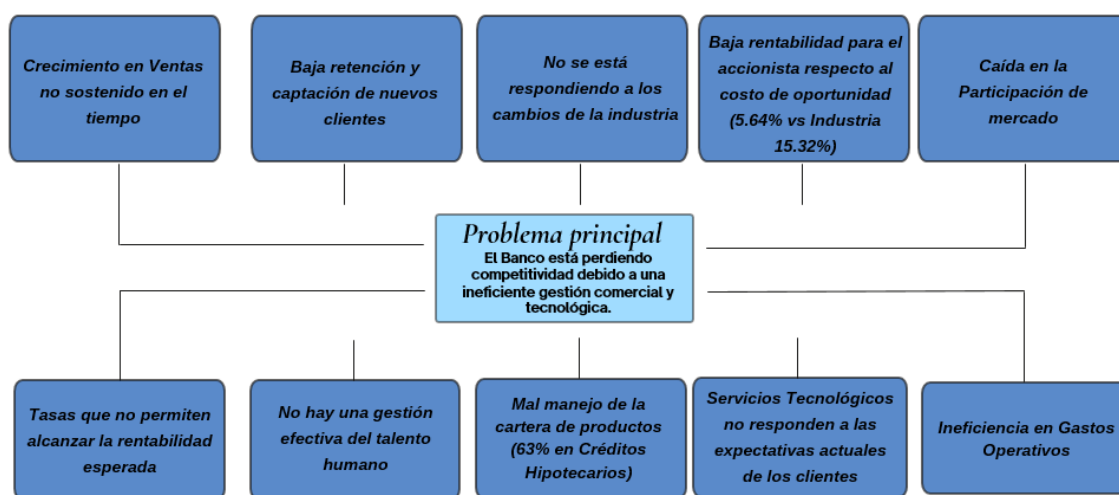 Crecimiento en Ventas
no sostenido en el
tiempo
Baja retención y
captación de nuevos
clientes
No se está
respondiendo a los
cambios de la industria
Baja rentabilidad para el
accionista respecto al
costo de oportunidad
(5.64% vs Industria
15.32%)
Caída en la
Participación de
mercado
Problema principal
El Banco está perdiendo
competitividad debido a una
ineficiente gestión comercial y
tecnológica.
Tasas que no permiten
alcanzar la rentabilidad
esperada
No hay una gestión
efectiva del talento
humano
Mal manejo de la
cartera de productos
(63% en Créditos
Hipotecarios)
Servicios Tecnológicos
no responden a las
expectativas actuales
de los clientes
Ineficiencia en Gastos
Operativos